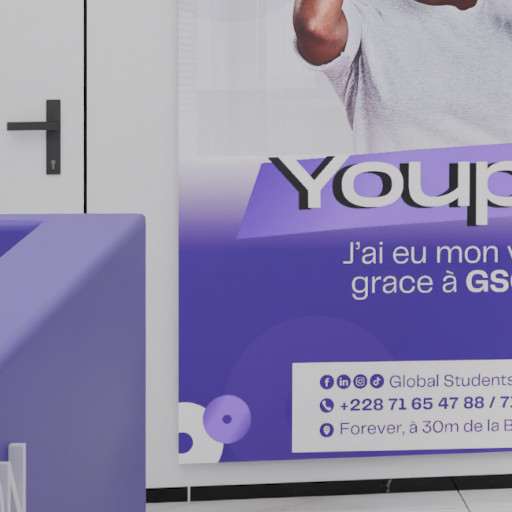 Youp
J'ai eu mon v
grace à GS
Global Students
+228 71 65 47 88 / 7
Forever, à 30m de la B